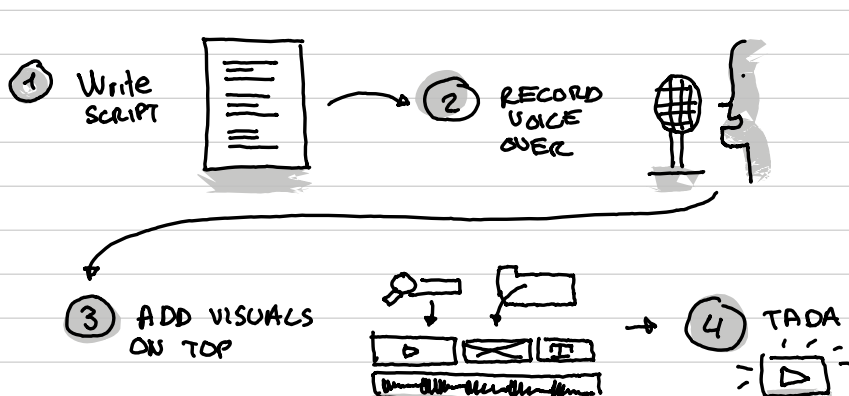 1 Write
SCRIPT
2 RECORD
VOICE
OVER
3 ADD VISUALS
ON TOP
T
4 TADA